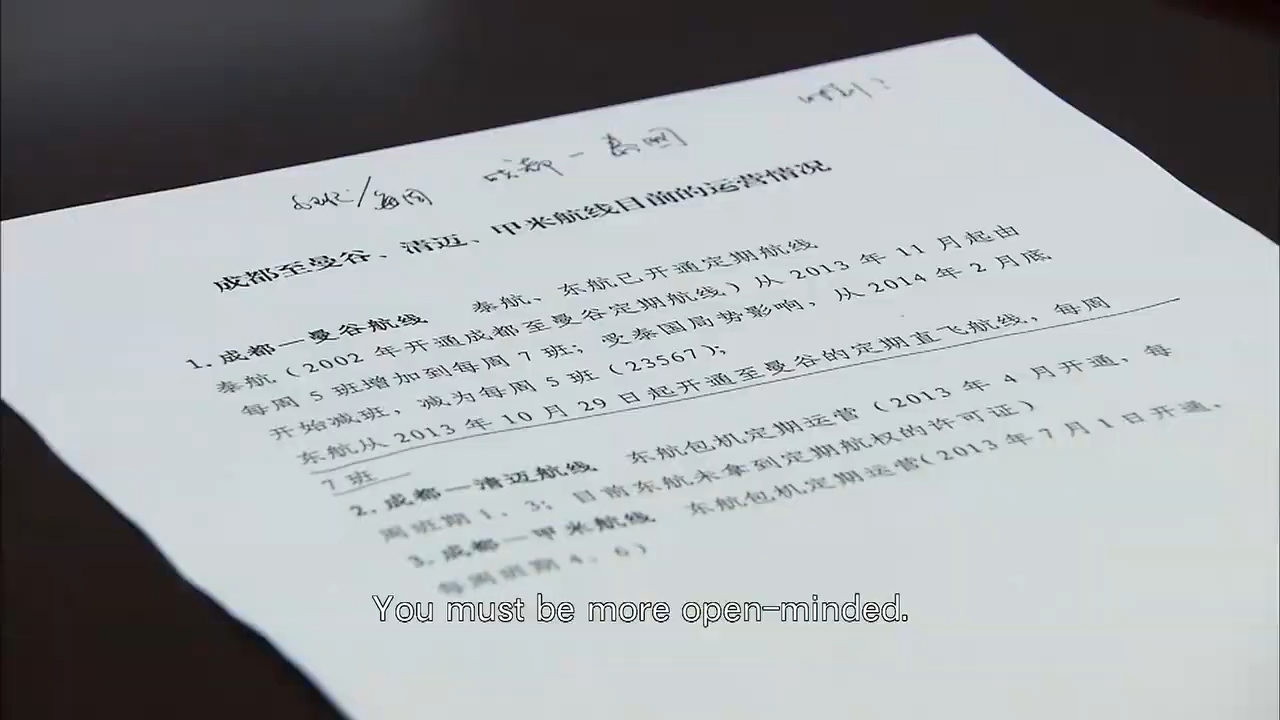 成都 - 泰国
成都至曼谷、清迈、甲米航线目前的运营情况
1. 成都—曼谷航线 泰航、东航已开通定期航线
泰航（2002 年开通成都至曼谷定期航线）从 2013 年 11 月起由
每周 5 班增加到每周 7 班；受泰国局势影响，从 2014 年 2 月底
开始减班，减为每周 5 班（23567）；
东航从 2013 年 10 月 29 日起开通至曼谷的定期直飞航线，每周
7 班
2. 成都—清迈航线 东航包机定期运营（2013 年 4 月开通，每
周班期 1、3；目前东航未拿到定期航权的许可证）
3. 成都—甲米航线 东航包机定期运营（2013 年 7 月 1 日开通，
每周班期 4、6）
You must be more open-minded.